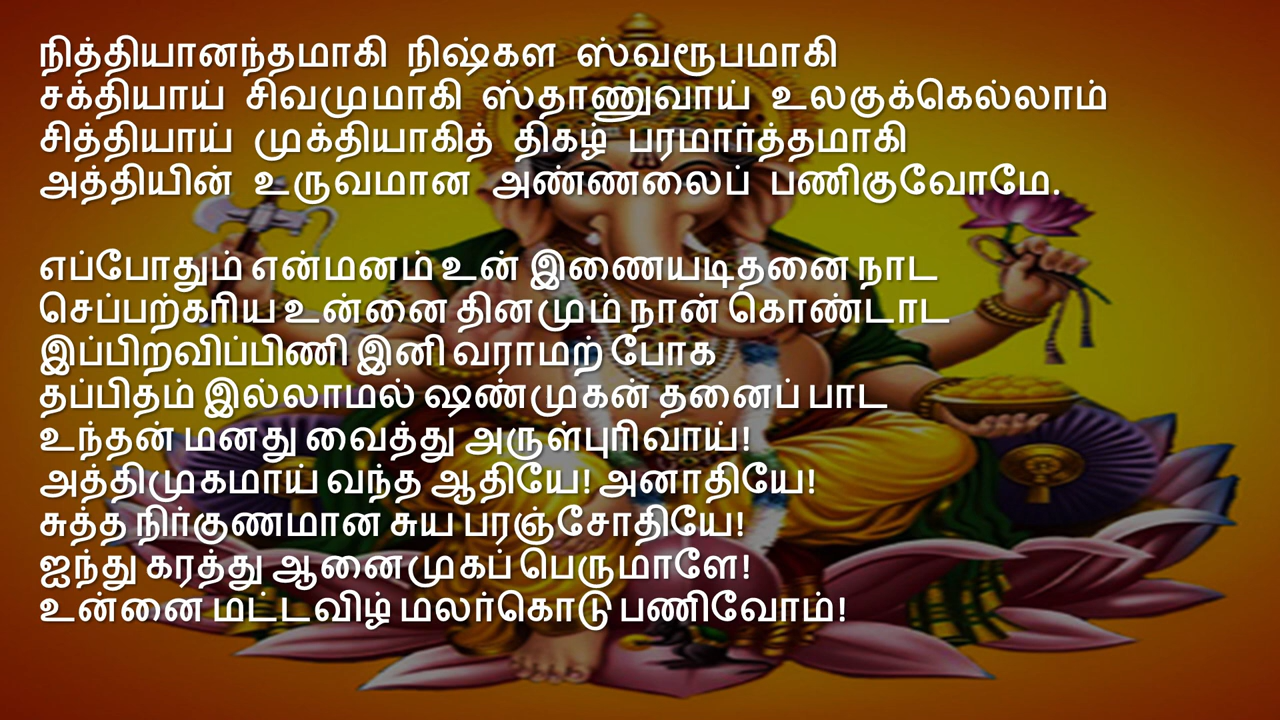 நித்தியானந்தமாகி நிஷ்கள ஸ்வரூபமாகி
சக்தியாய் சிவமுமாகி ஸ்தாணுவாய் உலகுக்கெல்லாம்
சித்தியாய் முக்தியாகித் திகழ் பரமார்த்தமாகி
அத்தியின் உருவமான அண்ணலைப் பணிகுவோமே.
எப்போதும் என்மனம் உன் இணையடிதனை நாட
செப்பற்கரிய உன்னை தினமும் நான் கொண்டாட
இப்பிறவிப்பிணி இனி வராமற் போக
தப்பிதம் இல்லாமல் ஷண்முகன் தனைப் பாட
உந்தன் மனது வைத்து அருள்புரிவாய்!
அத்திமுகமாய் வந்த ஆதியே! அனாதியே!
சுத்த நிர்குணமான சுய பரஞ்சோதியே!
ஐந்து கரத்து ஆனைமுகப் பெருமாளே!
உன்னை மட்டவிழ் மலர்கொடு பணிவோம்!